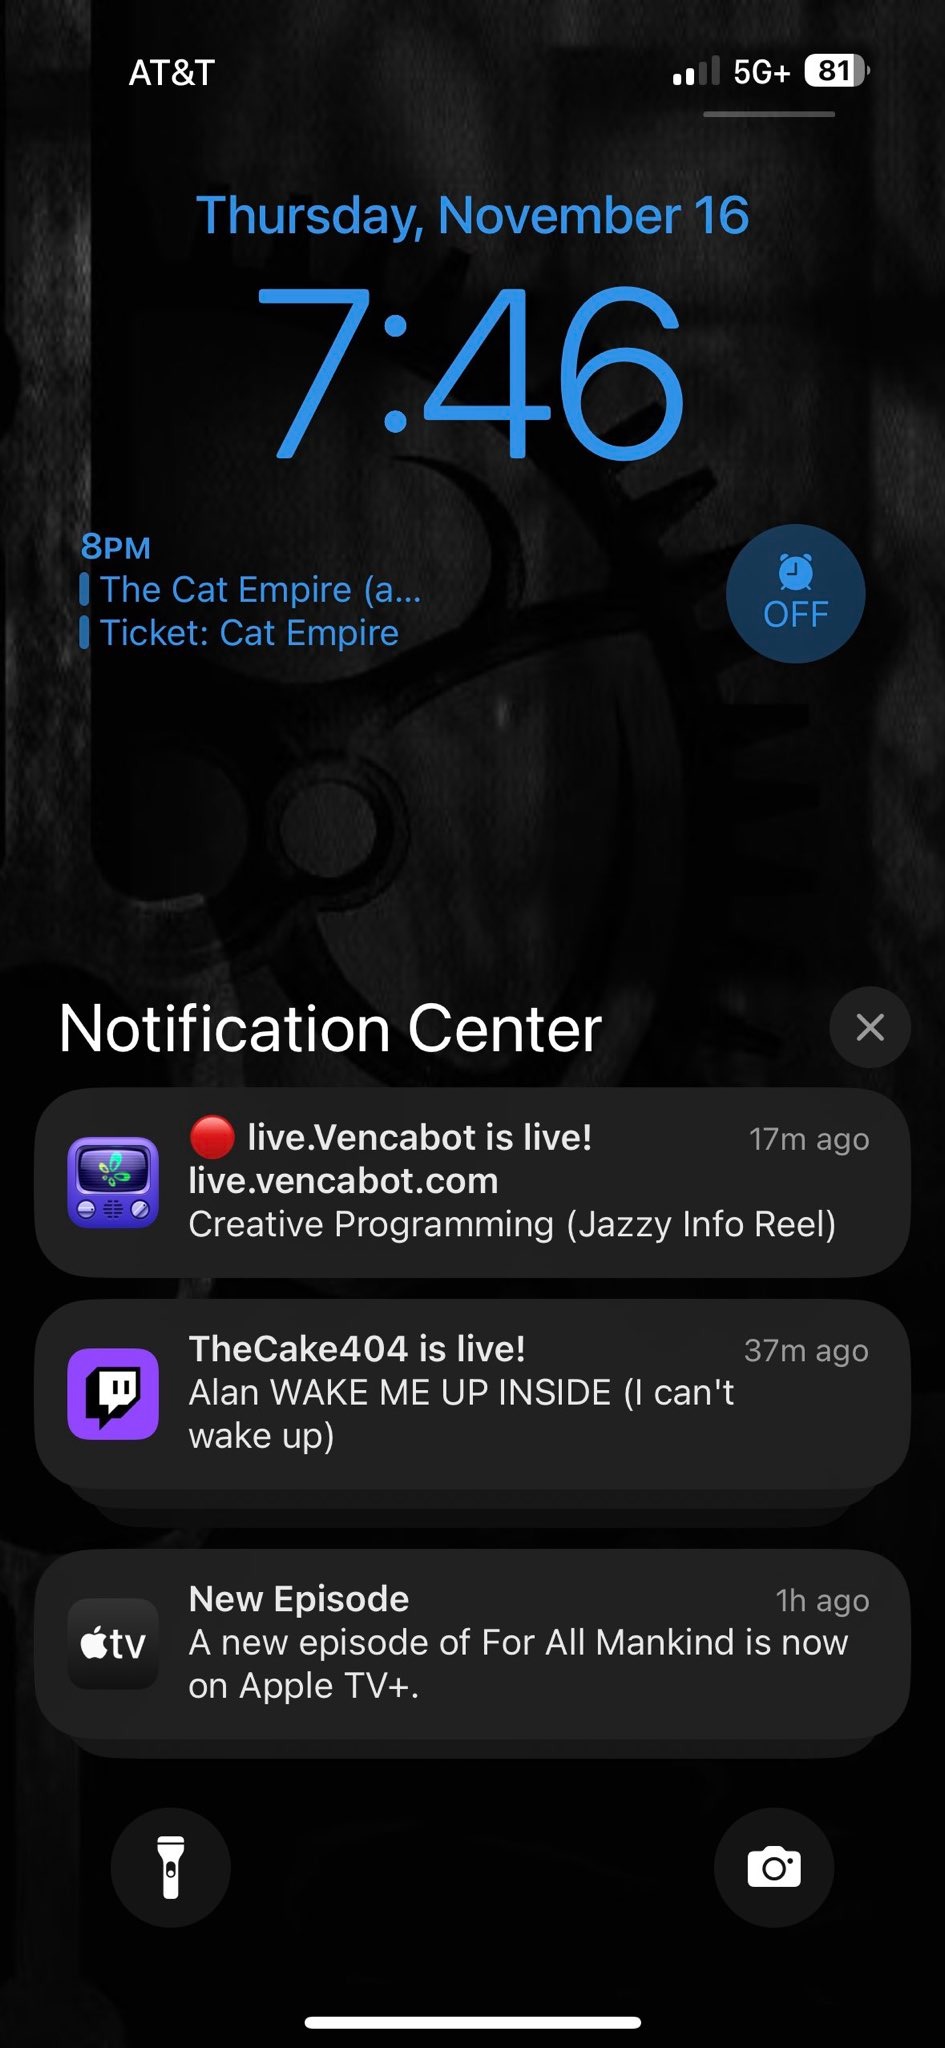 AT&T
5G+
81
Thursday, November 16
7:46
8PM
The Cat Empire (a...
Ticket: Cat Empire
OFF
Notification Center
🔴 live.Vencabot is live!
17m ago
live.vencabot.com
Creative Programming (Jazzy Info Reel)
TheCake404 is live!
37m ago
Alan WAKE ME UP INSIDE (I can't
wake up)
tv
New Episode
1h ago
A new episode of For All Mankind is now
on Apple TV+.